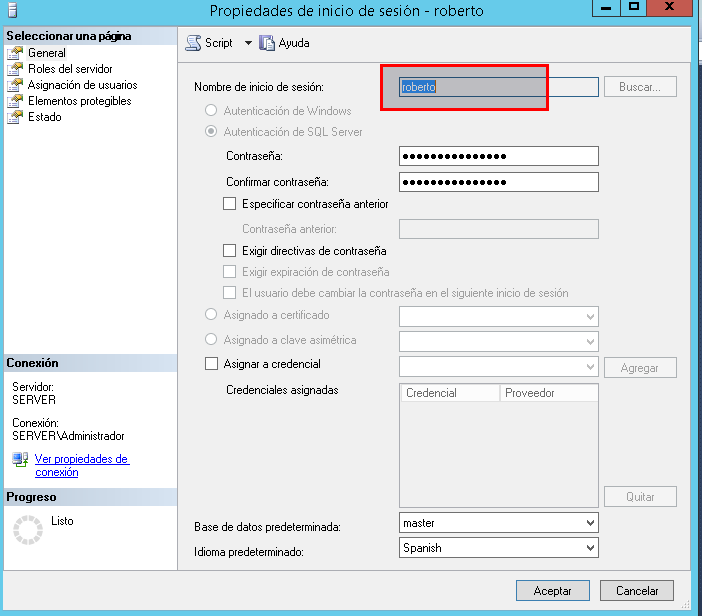 Propiedades de inicio de sesión - roberto
Seleccionar una página
General
Roles del servidor
Asignación de usuarios
Elementos protegibles
Estado
Script
Ayuda
Nombre de inicio de sesión:
roberto
Buscar...
Autenticación de Windows
Autenticación de SQL Server
Contraseña:
●●●●●●●●●●●●●●●
Confirmar contraseña:
●●●●●●●●●●●●●●●
Especificar contraseña anterior
Contraseña anterior:
Exigir directivas de contraseña
Exigir expiración de contraseña
El usuario debe cambiar la contraseña en el siguiente inicio de sesión
Asignado a certificado
Asignado a clave asimétrica
Asignar a credencial
Agregar
Credenciales asignadas
Credencial
Proveedor
Quitar
Base de datos predeterminada:
master
Idioma predeterminado:
Spanish
Conexión
Servidor:
SERVER
Conexión:
SERVER\Administrador
Ver propiedades de
conexión
Progreso
Listo
Aceptar
Cancelar